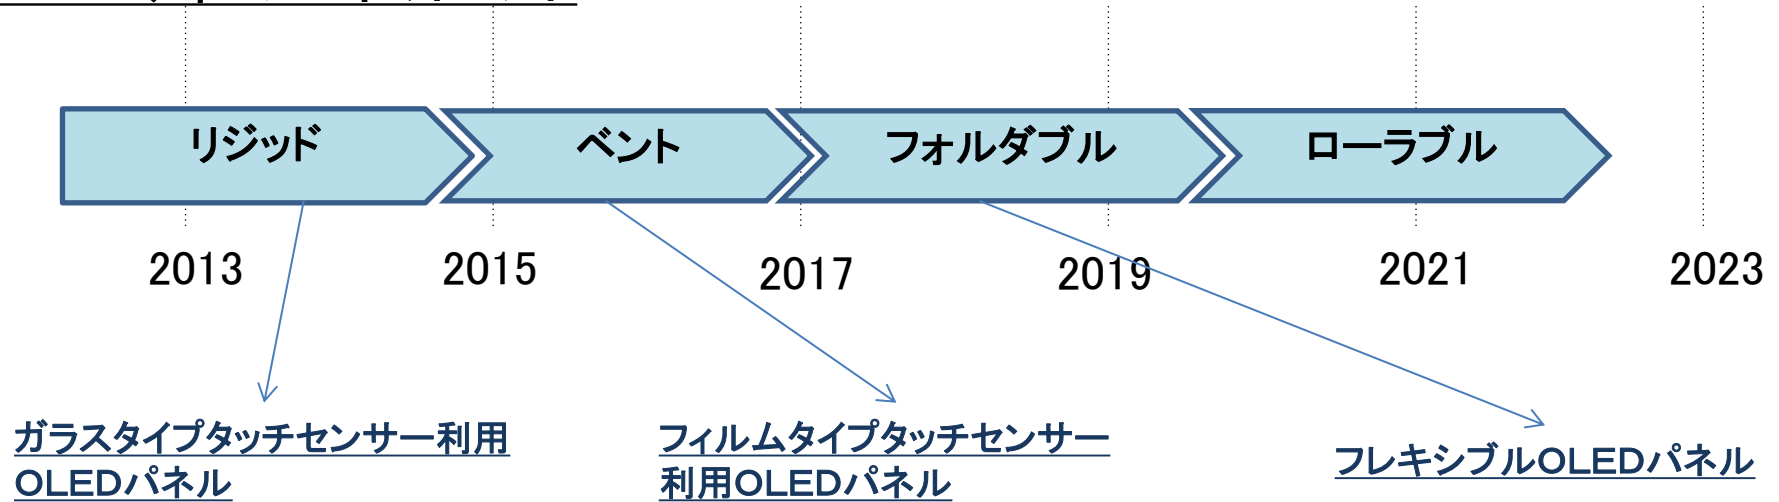 リジッド
ベント
フォルダブル
ローラブル
2013
2015
2017
2019
2021
2023
ガラスタイプタッチセンサー利用
OLEDパネル
フィルムタイプタッチセンサー
利用OLEDパネル
フレキシブルOLEDパネル